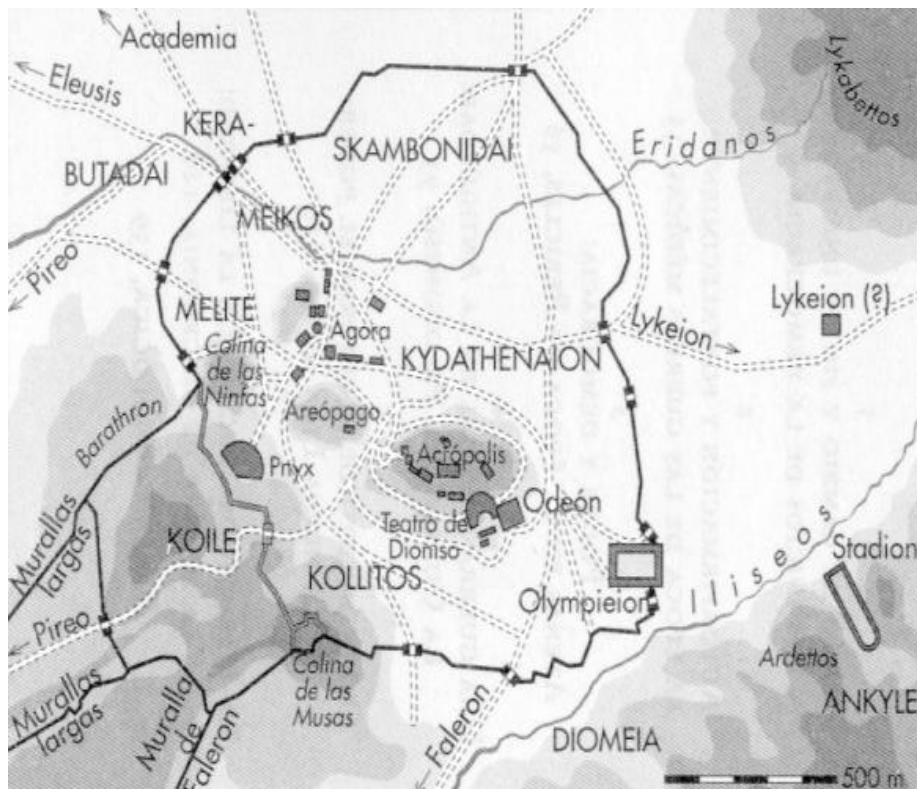 Academia
Eleusis
KERA-
BUTADAI
SKAMBONIDAI
Eridanos
Lykabettos
MEIKOS
Pireo
MELITE
Agora
Lykeion (?)
Lykeion
Colina
de las
Ninfas
KYDATHENAION
Areópago
Barathron
Acrópolis
Pnyx
Odeón
Teatro de
Dioniso
Murallas
largas
KOILE
KOLLITOS
Olympieion
Iliseos
Stadion
Pireo
Colina
de las
Musas
Ardettos
Murallas
largas
Muralla
de
Faleron
Faleron
DIOMEIA
ANKYLE
500 m.